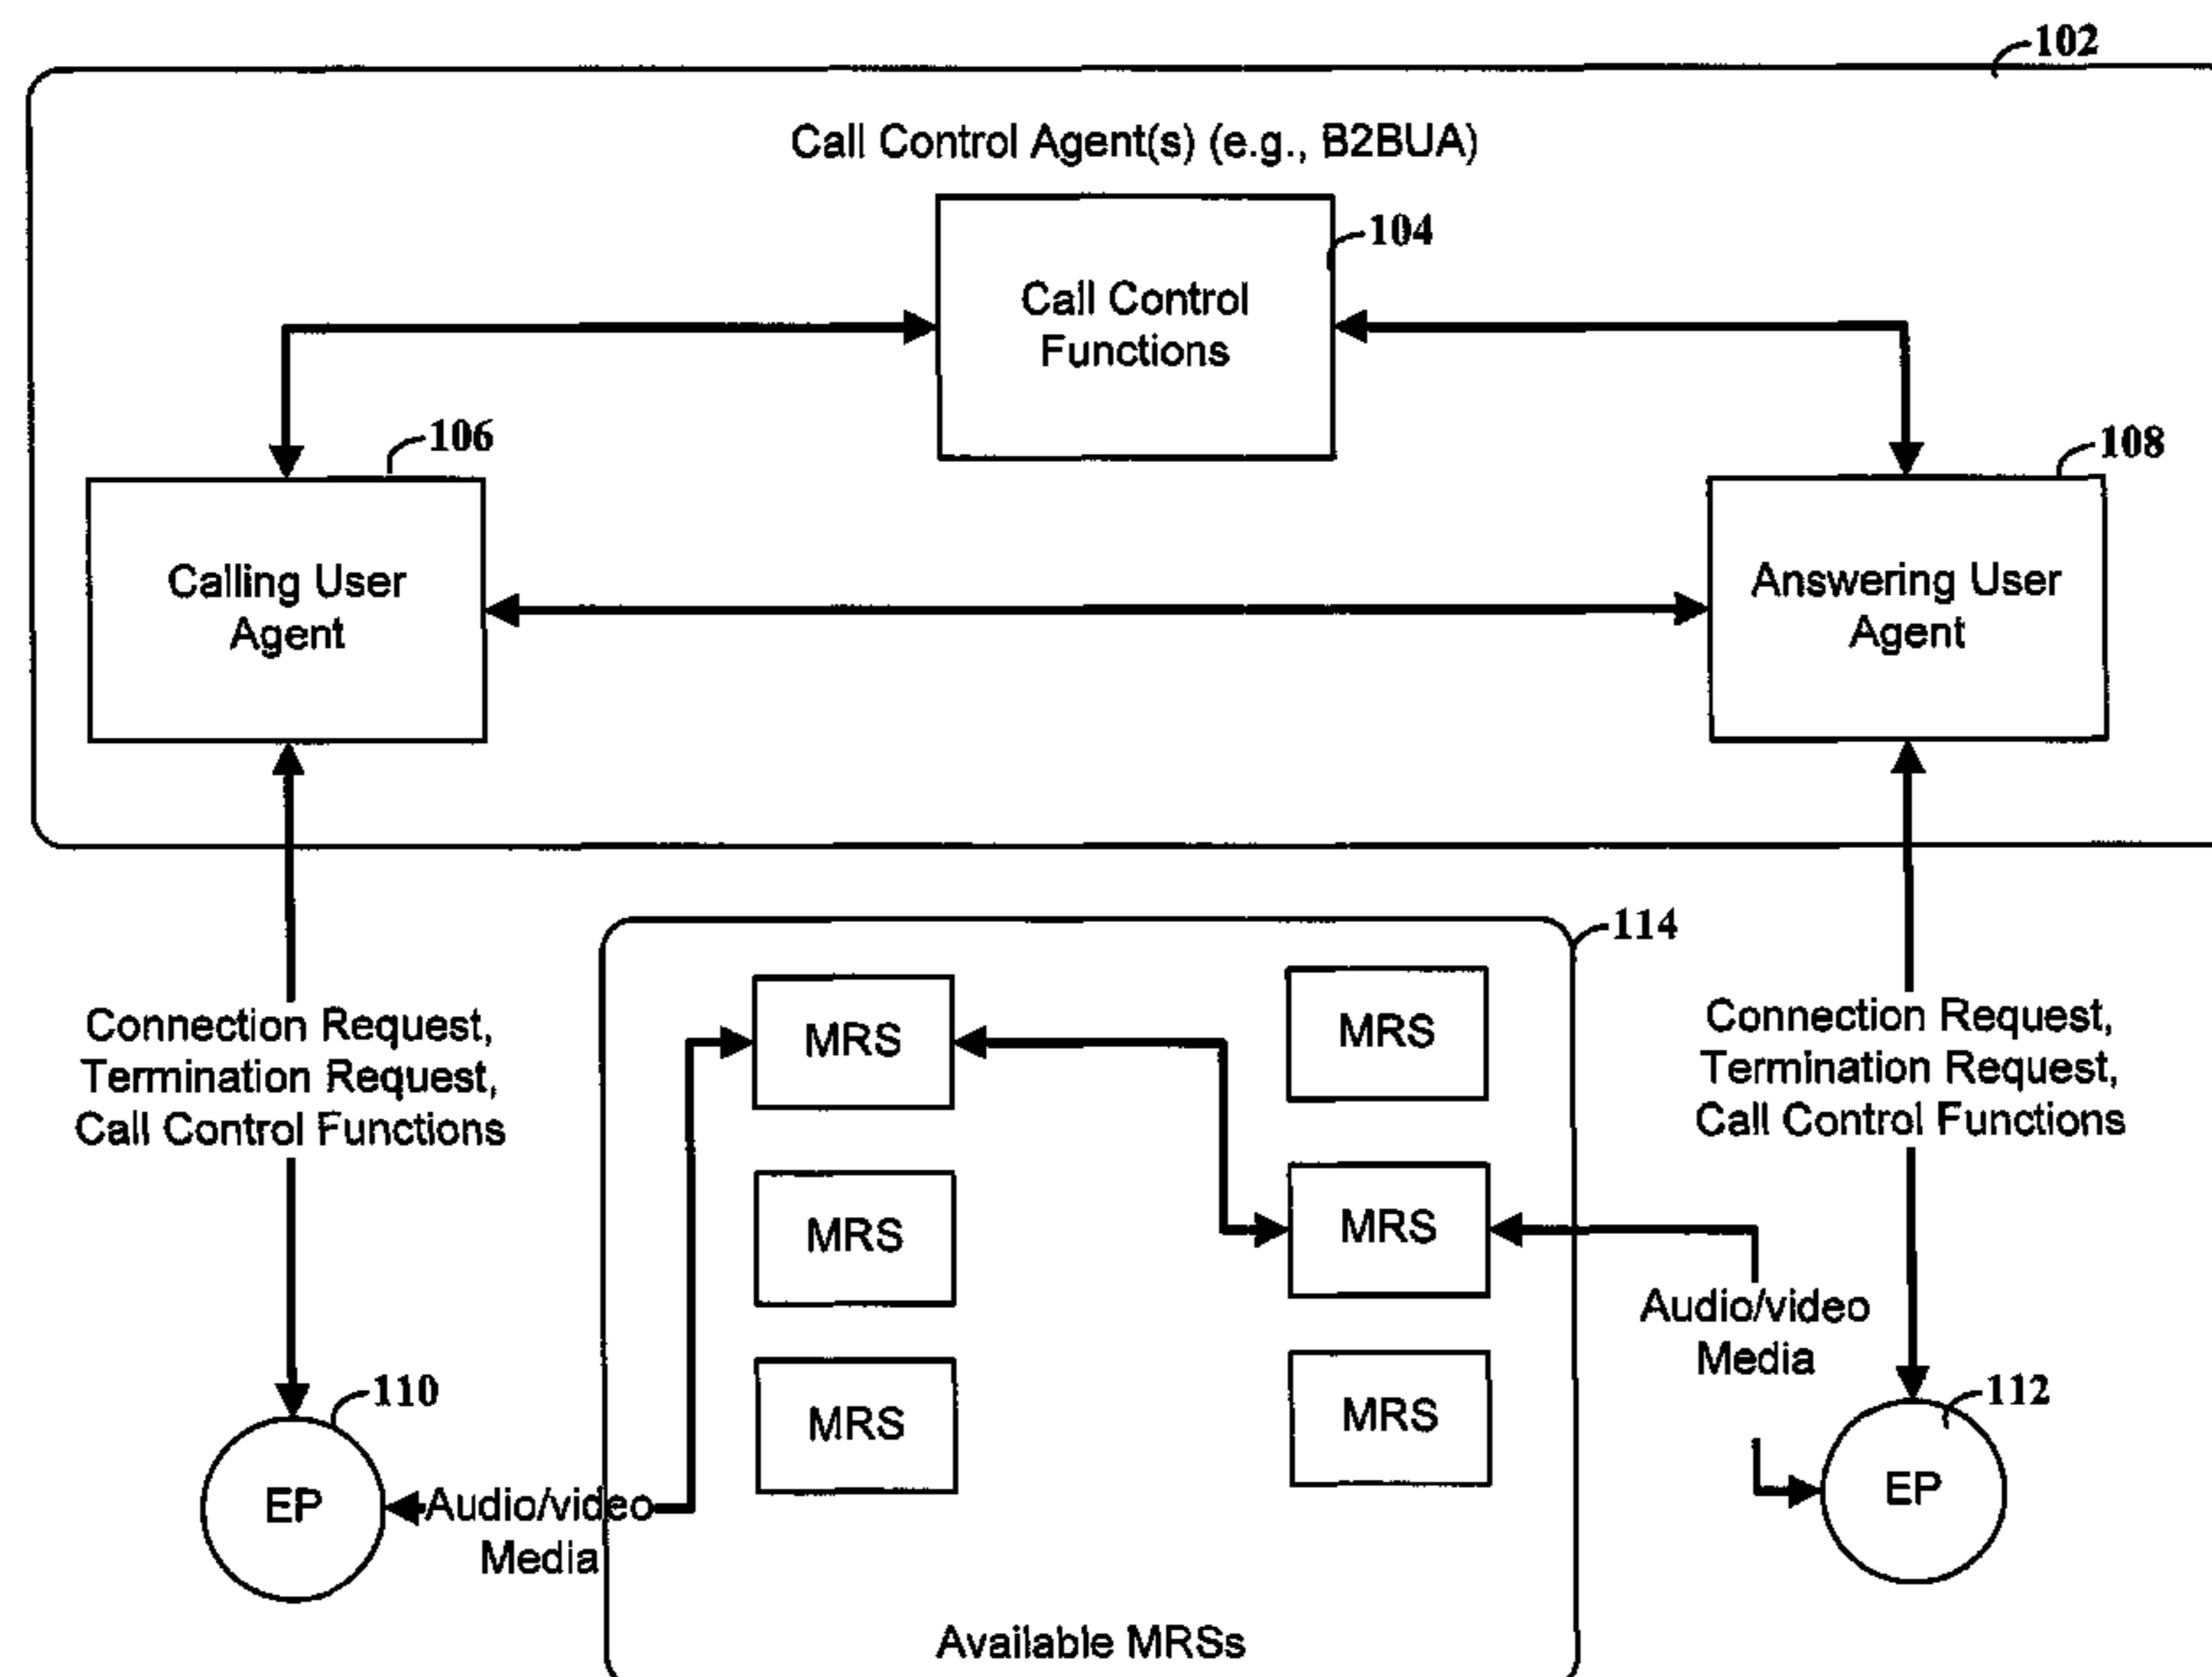 102
Call Control Agent(s) (e.g., B2BUA)
104
Call Control
Functions
106
108
Calling User
Agent
Answering User
Agent
114
Connection Request,
Termination Request,
Call Control Functions
MRS
MRS
Connection Request,
Termination Request,
Call Control Functions
MRS
MRS
Audio/video
Media
MRS
MRS
110
112
EP
Audio/video
Media
EP
Available MRSs